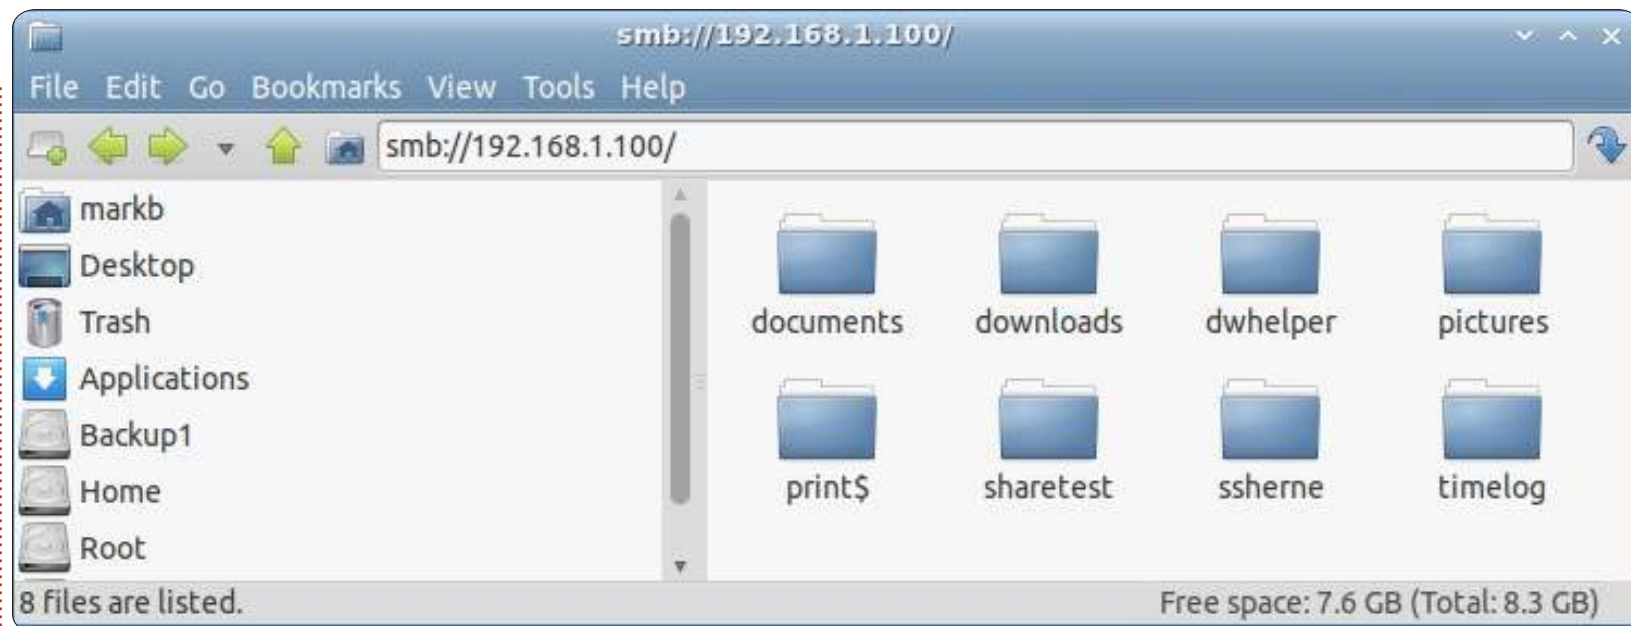 smb://192.168.1.100/
File Edit Go Bookmarks View Tools Help
smb://192.168.1.100/
markb
Desktop
Trash
Applications
Backup1
Home
Root
documents downloads dwhelper pictures
print$ sharetest ssherne timelog
8 files are listed. Free space: 7.6 GB (Total: 8.3 GB)